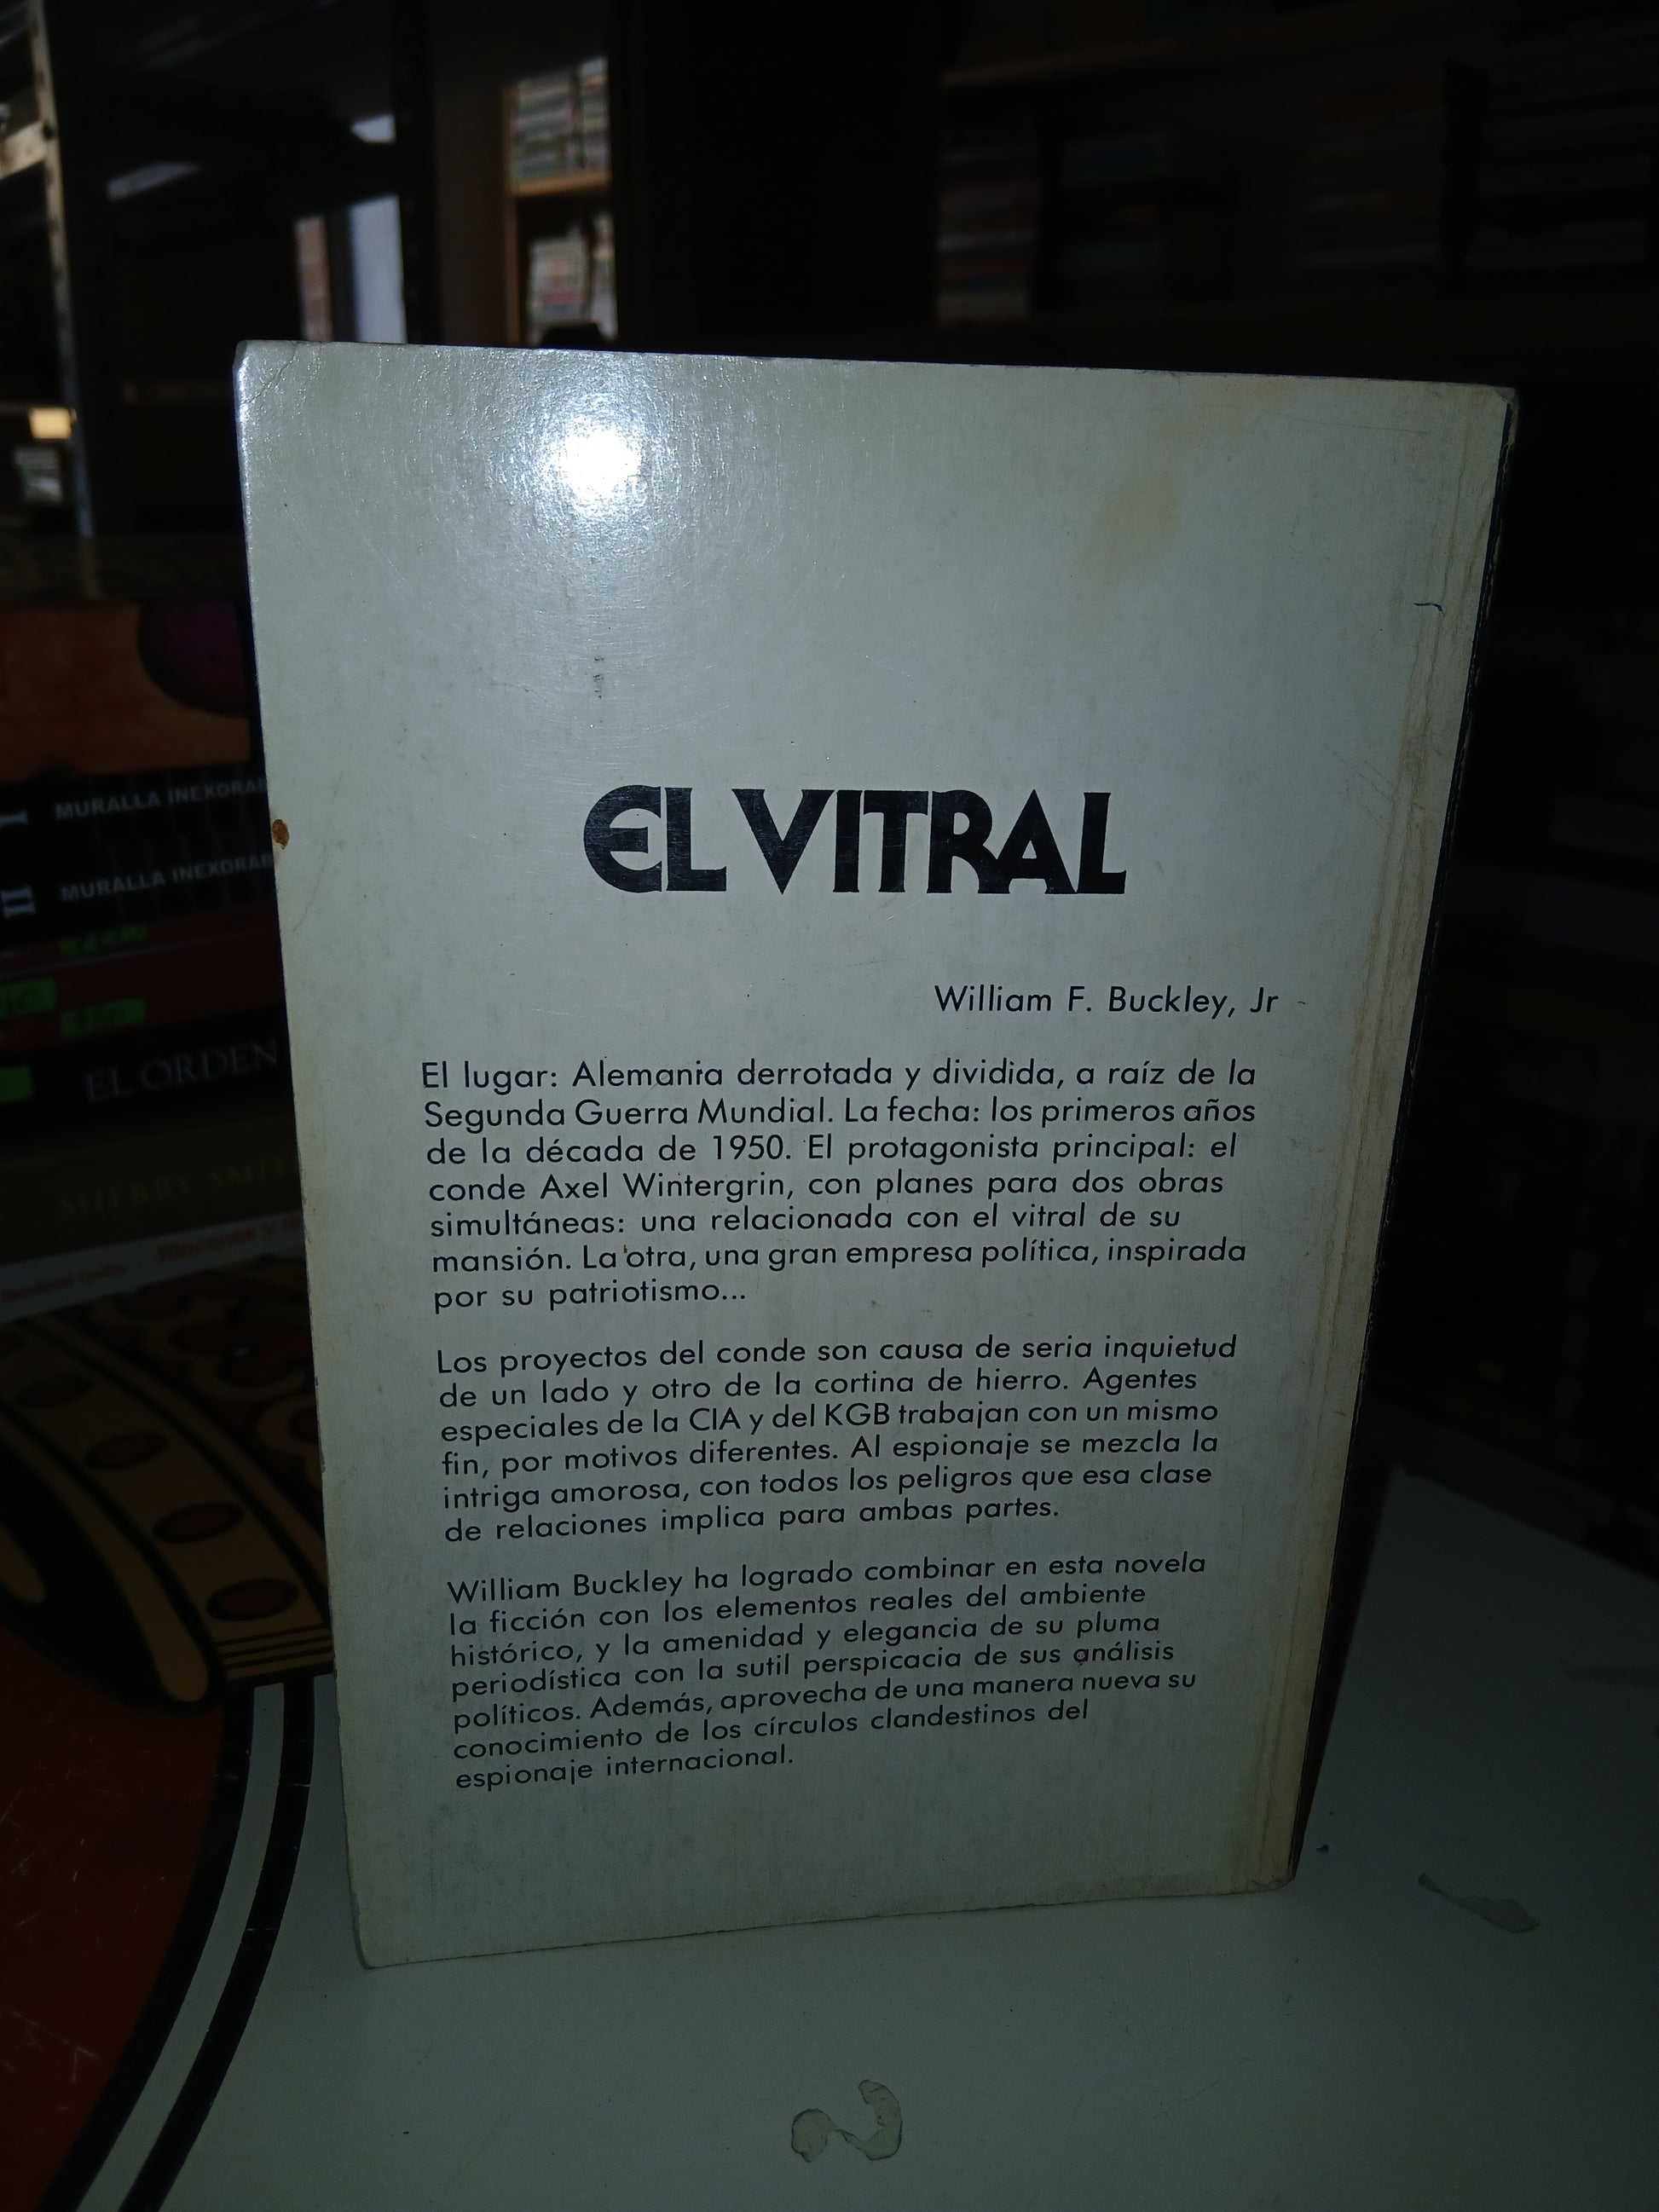 EL VITRAL
William F. Buckley, Jr
El lugar: Alemania derrotada y dividida, a raíz de la
Segunda Guerra Mundial. La fecha: los primeros años
de la década de 1950. El protagonista principal: el
conde Axel Wintergrin, con planes para dos obras
simultáneas: una relacionada con el vitral de su
mansión. La otra, una gran empresa política, inspirada
por su patriotismo...
Los proyectos del conde son causa de seria inquietud
de un lado y otro de la cortina de hierro. Agentes
especiales de la CIA y del KGB trabajan con un mismo
fin, por motivos diferentes. Al espionaje se mezcla la
intriga amorosa, con todos los peligros que esa clase
de relaciones implica para ambas partes.
William Buckley ha logrado combinar en esta novela
la ficción con los elementos reales del ambiente
histórico, y la amenidad y elegancia de su pluma
periodística con la sutil perspicacia de sus análisis
políticos. Además, aprovecha de una manera nueva su
conocimiento de los círculos clandestinos del
espionaje internacional.
I MURALLA INEXORAB
II MURALLA INEXORAB
EL ORDEN
SHERRY SMIT
Rincones y d